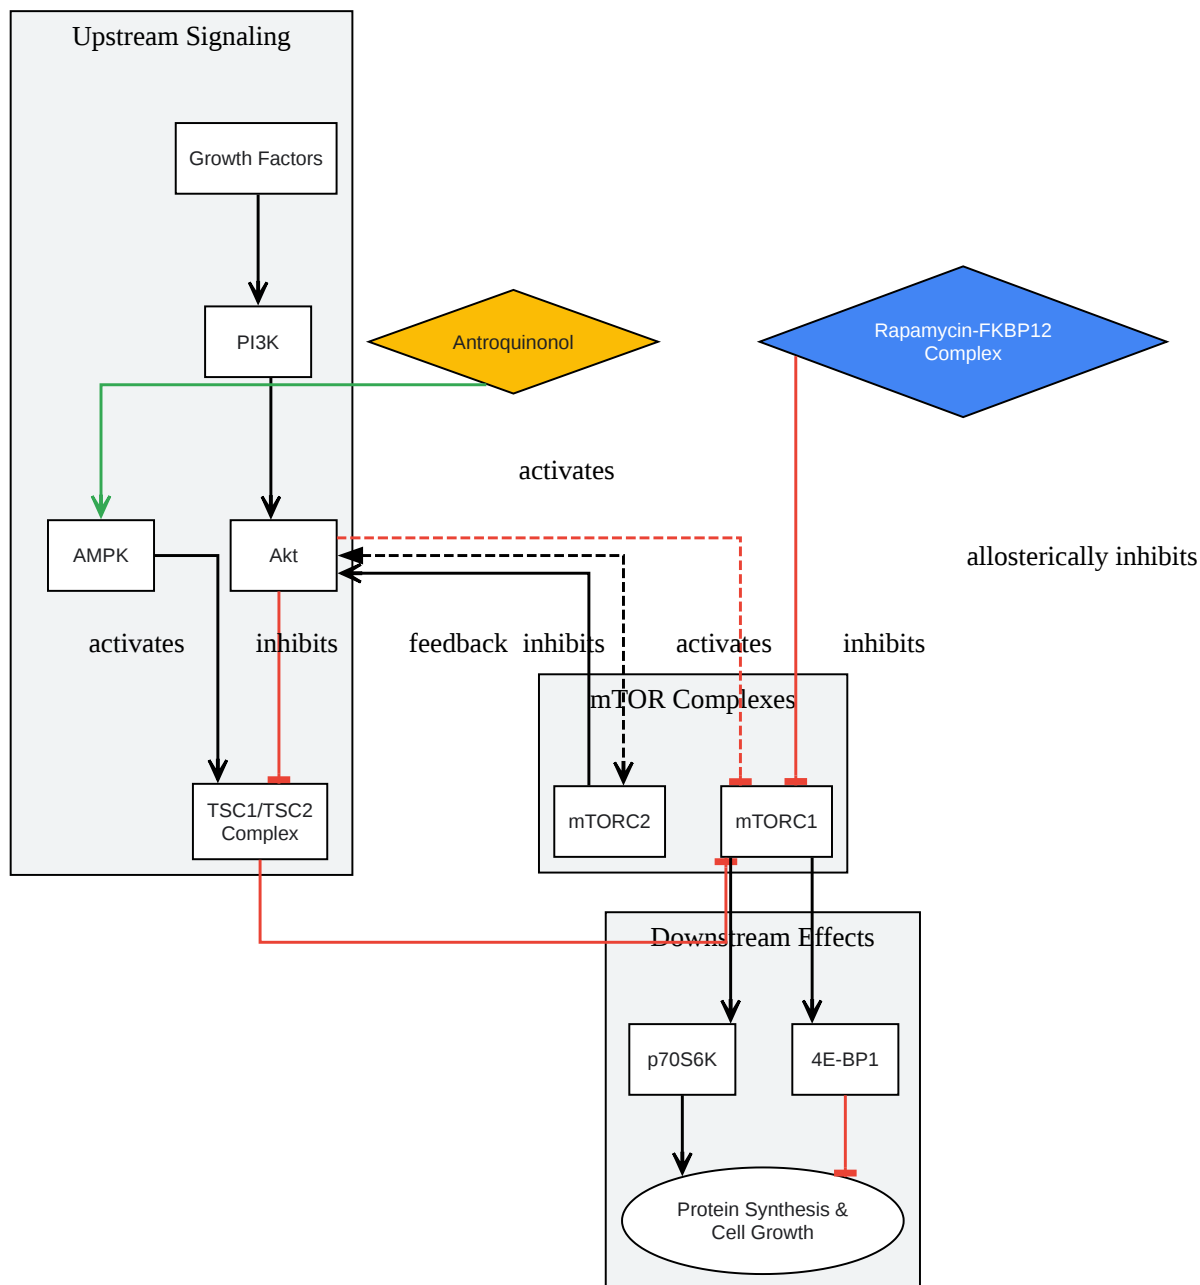 Upstream Signaling
Growth Factors
PI3K
Antroquinonol
Rapamycin-FKBP12
Complex
activates
AMPK
Akt
allosterically inhibits
activates
inhibits
feedback
inhibits
activates
inhibits
mTOR Complexes
TSC1/TSC2
Complex
mTORC2
mTORC1
Downstream Effects
p70S6K
4E-BP1
Protein Synthesis &
Cell Growth